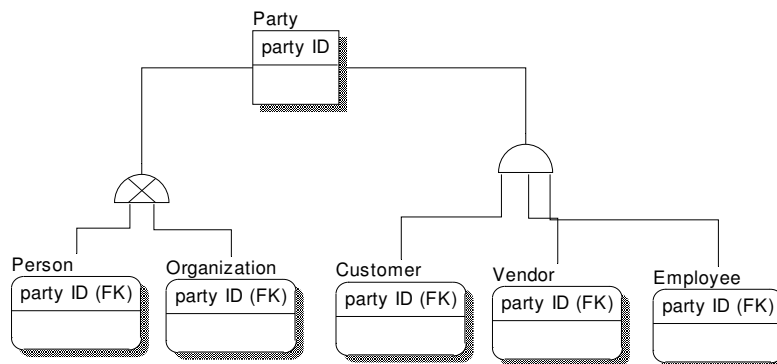 Party
party ID
Person
party ID (FK)
Organization
party ID (FK)
Customer
party ID (FK)
Vendor
party ID (FK)
Employee
party ID (FK)